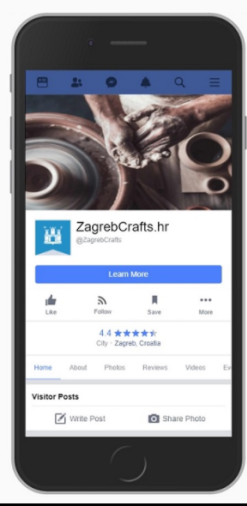 ZagrebCrafts.hr
@ZagrebCrafts
Learn More
Like Follow Save More
4.4
City · Zagreb, Croatia
Home About Photos Reviews Videos Ev
Visitor Posts
Write Post Share Photo